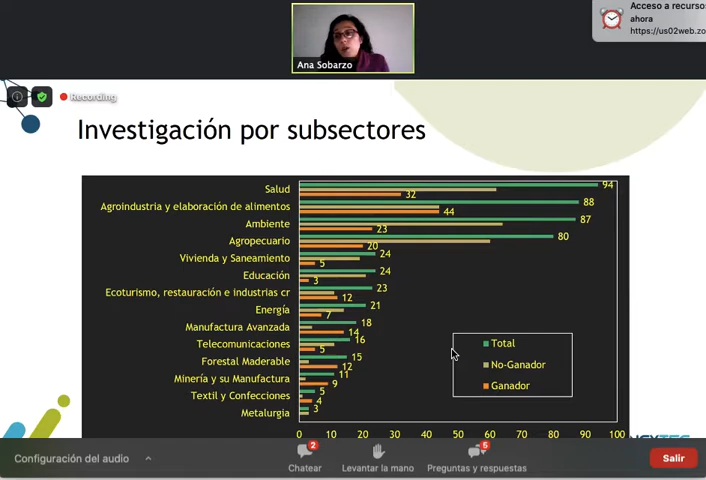 Acceso a recurso
ahora
https://us02web.zo
Ana Sobarzo
Recording
Investigación por subsectores
Salud 94 32
Agroindustria y elaboración de alimentos 88 44
Ambiente 87 23
Agropecuario 80 20
Vivienda y Saneamiento 24 5
Educación 24 3
Ecoturismo, restauración e industrias cr 23 12
Energía 21 7
Manufactura Avanzada 18 14
Telecomunicaciones 16 5
Forestal Maderable 15 12
Minería y su Manufactura 11 9
Textil y Confecciones 5 4
Metalurgia 3
Total
No-Ganador
Ganador
0 10 20 30 40 50 60 70 80 90 100
Configuración del audio
2
Chatear
Levantar la mano
5
Preguntas y respuestas
Salir